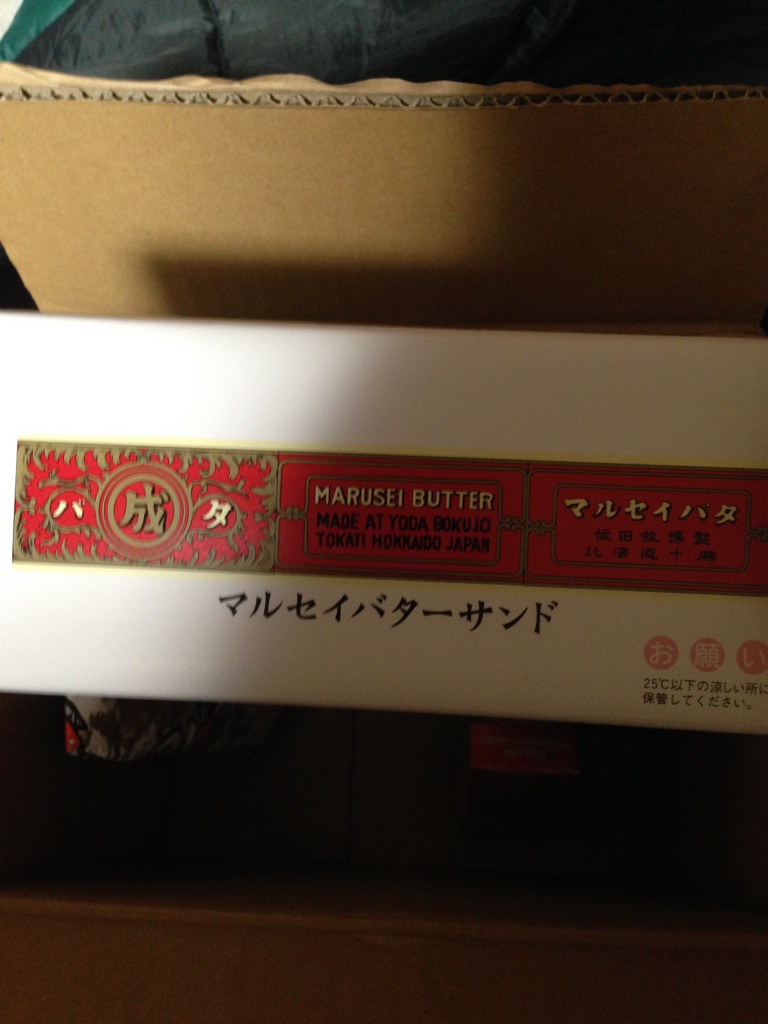 バ 成 タ
MARUSEI BUTTER
MADE AT YODA BOKUJO
TOKATI HOKKAIDO JAPAN
マルセイバタ
依田牧場製
北海道十勝
マルセイバターサンド
お願い
25℃以下の涼しい所に
保管してください。